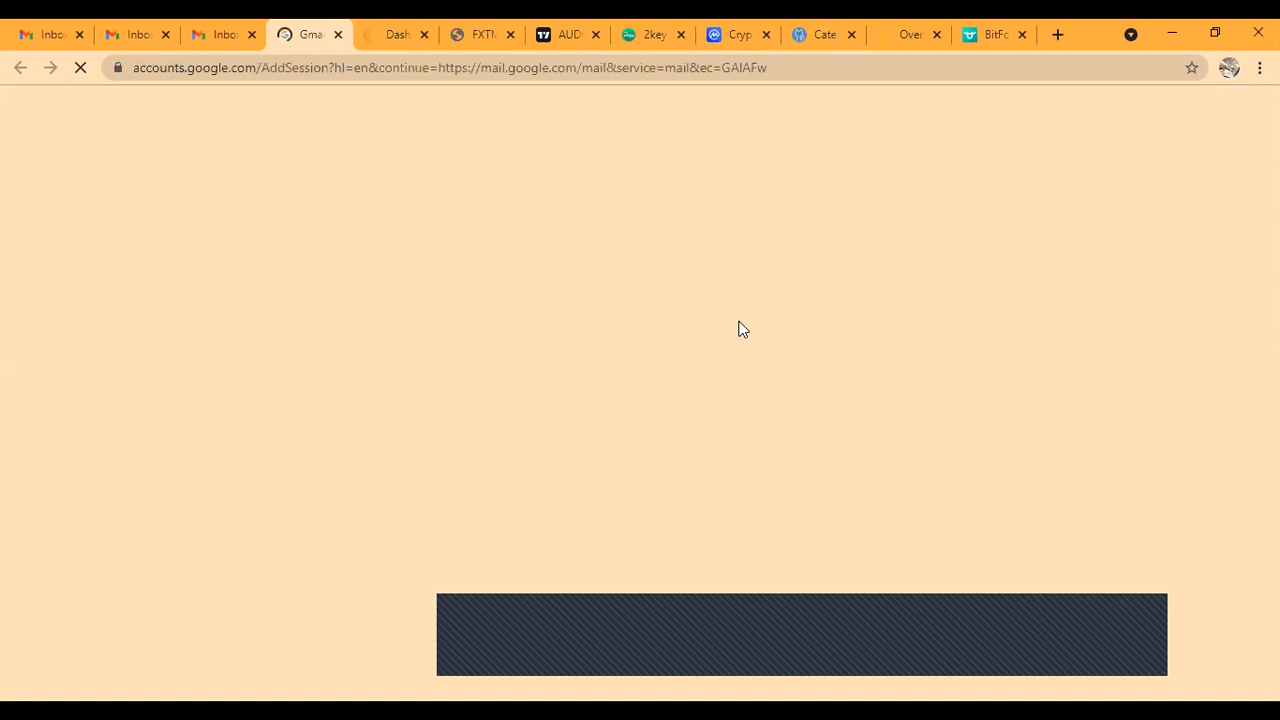 Inbo Inbo Inbo Gma Dash FXTM AUD 2key Cryp Cate Over BitFo
accounts.google.com/AddSession?hl=en&continue=https://mail.google.com/mail&service=mail&ec=GAlAFw